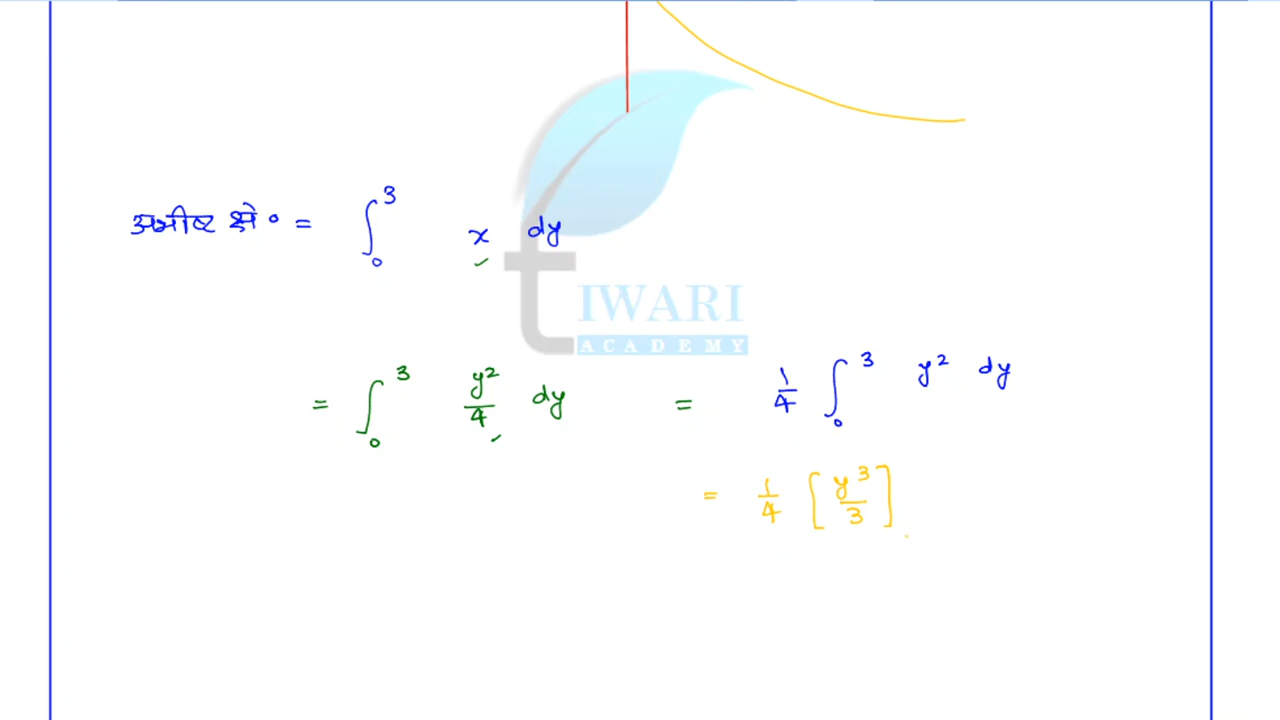 अभीष्ट क्षे० = ∫₀³ x dy
tIWARI
ACADEMY
= ∫₀³ y²/4 dy = 1/4 ∫₀³ y² dy
= 1/4 [y³/3]